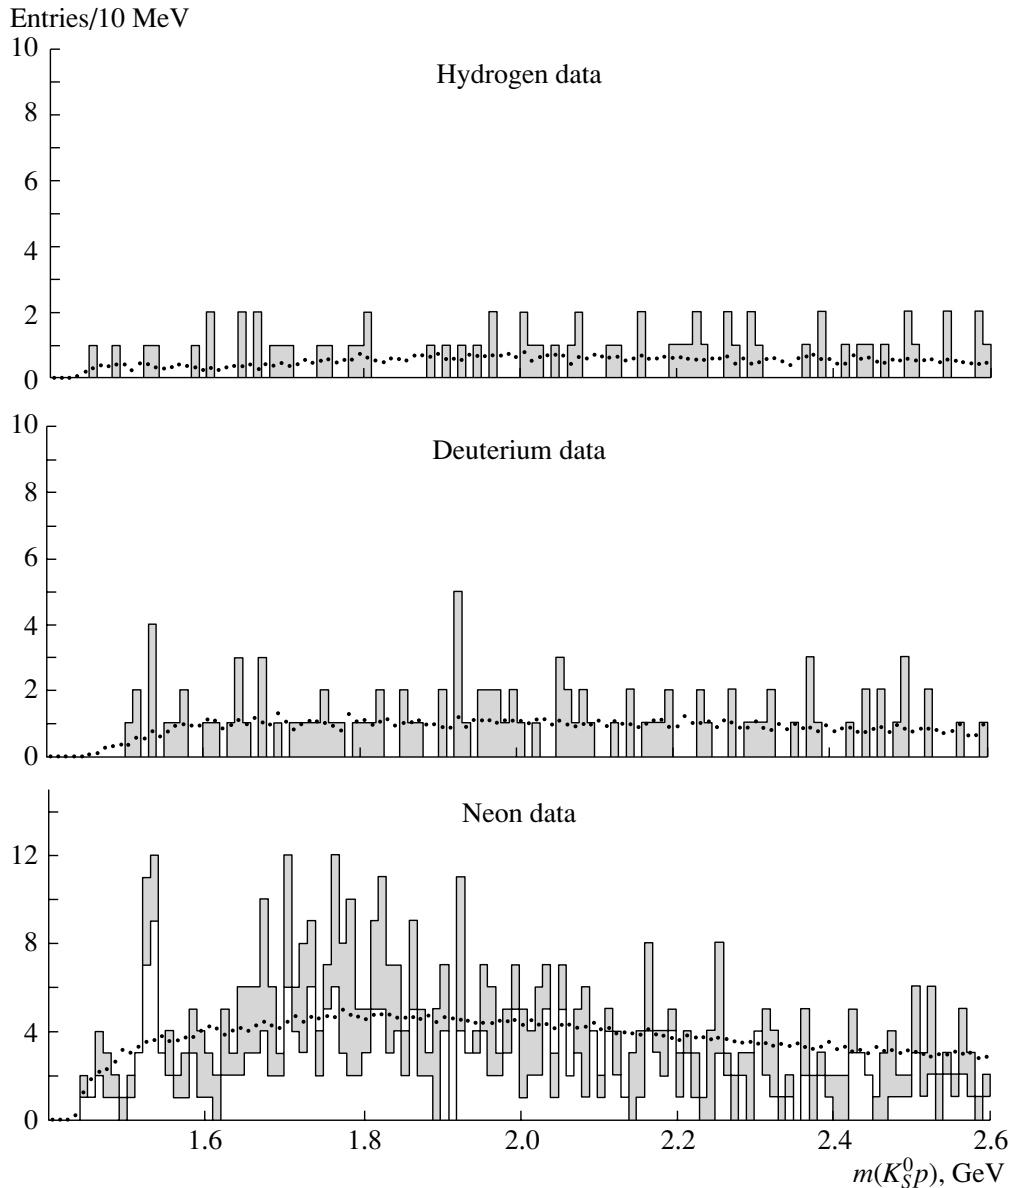 Entries/10 MeV
10
Hydrogen data
8
6
4
2
0
10
Deuterium data
8
6
4
2
0
Neon data
12
8
4
0
1.6 1.8 2.0 2.2 2.4 2.6
m(K⁰_S p), GeV